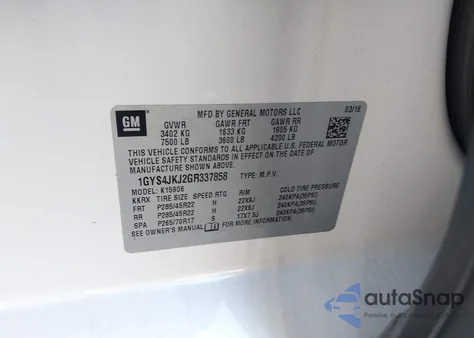 GM
MFD BY GENERAL MOTORS LLC 03/16
GVWR GAWR FRT GAWR RR
3402 KG 1633 KG 1905 KG
7500 LB 3600 LB 4200 LB
THIS VEHICLE CONFORMS TO ALL APPLICABLE U.S. FEDERAL MOTOR
VEHICLE SAFETY STANDARDS IN EFFECT ON THE DATE OF
MANUFACTURE SHOWN ABOVE.
1GYS4JKJ2GR337858 TYPE: M.P.V.
MODEL: K15906
KKRX TIRE SIZE SPEED RTG RIM COLD TIRE PRESSURE
FRT P285/45R22 H 22X9J 240KPA(35PSI)
RR P285/45R22 H 22X9J 240KPA(35PSI)
SPA P265/70R17 S 17X7.5J 240KPA(35PSI)
SEE OWNER'S MANUAL
autoSnap